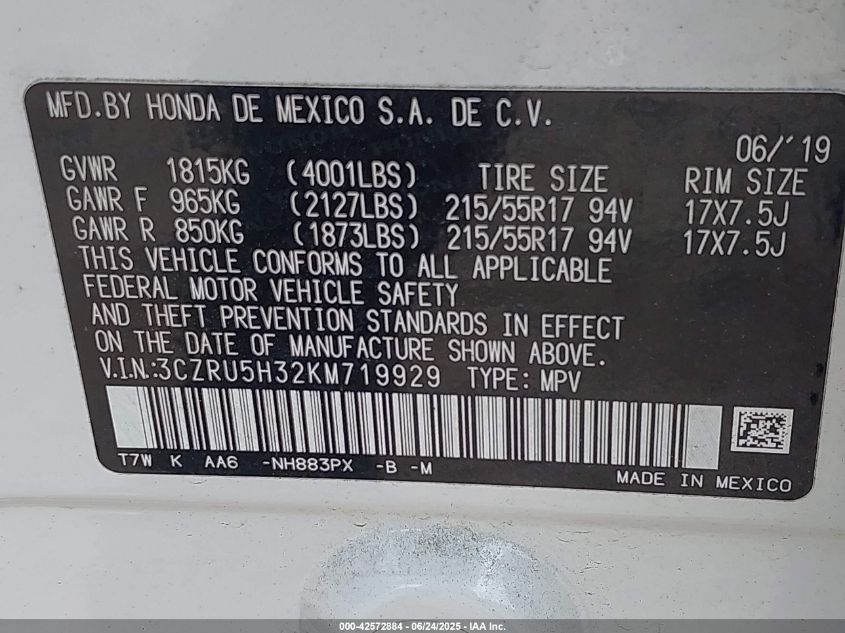 MFD.BY HONDA DE MEXICO S.A. DE C.V.
06/'19
GVWR 1815KG (4001LBS) TIRE SIZE RIM SIZE
GAWR F 965KG (2127LBS) 215/55R17 94V 17X7.5J
GAWR R 850KG (1873LBS) 215/55R17 94V 17X7.5J
THIS VEHICLE CONFORMS TO ALL APPLICABLE
FEDERAL MOTOR VEHICLE SAFETY
AND THEFT PREVENTION STANDARDS IN EFFECT
ON THE DATE OF MANUFACTURE SHOWN ABOVE.
V.I.N.:3CZRU5H32KM719929 TYPE: MPV
T7W K AA6 -NH883PX -B -M
MADE IN MEXICO
000-42572884 / 06/24/2025 - IAA Inc.